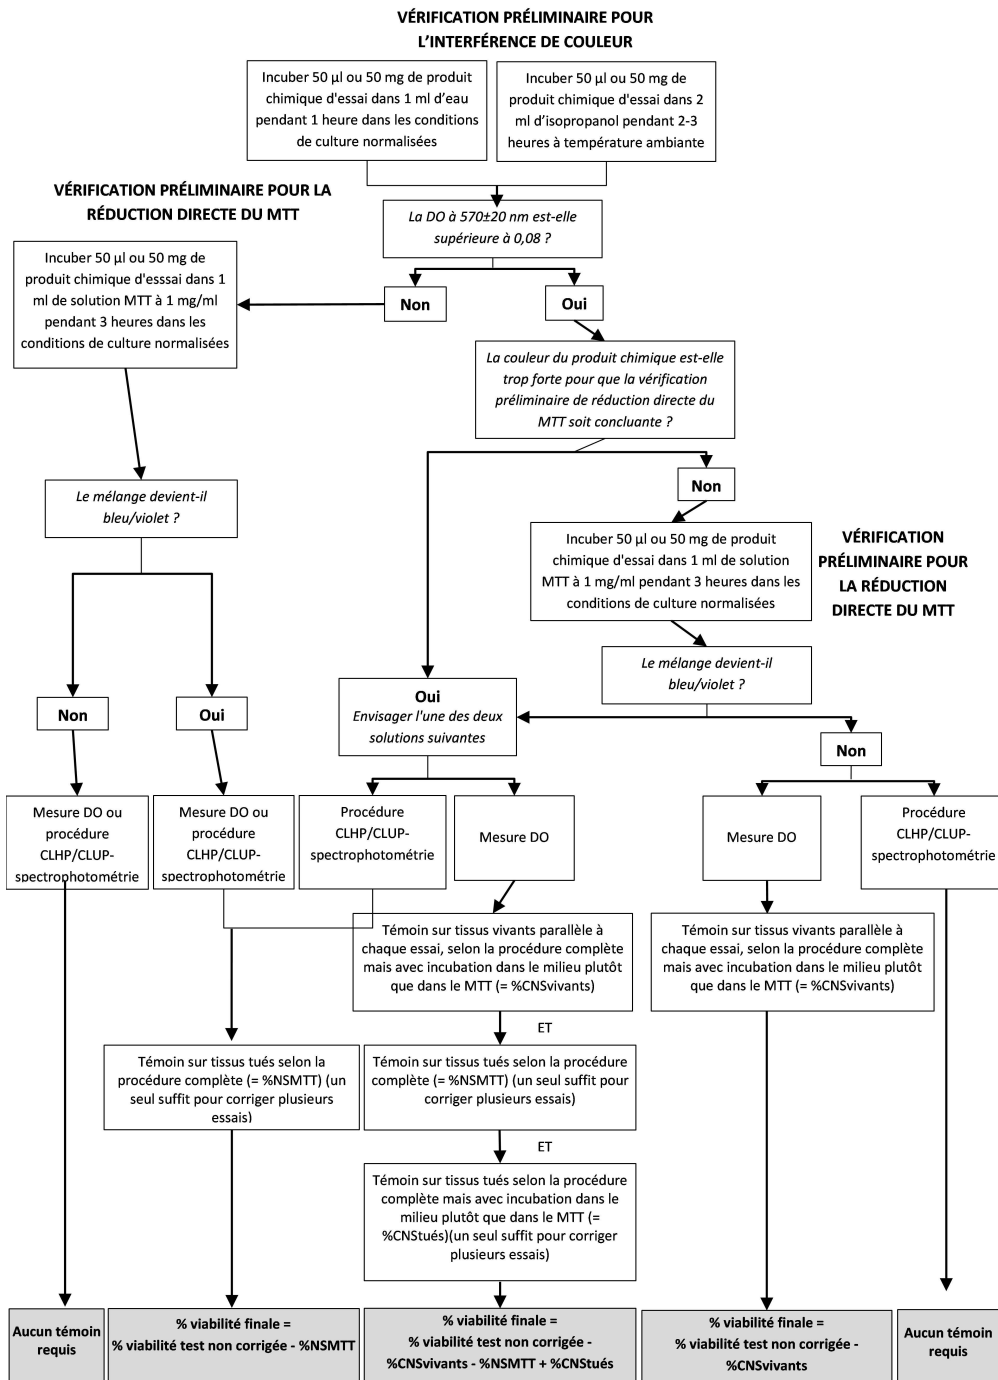 VÉRIFICATION PRÉLIMINAIRE POUR
L'INTERFÉRENCE DE COULEUR
Incuber 50 µl ou 50 mg de produit
chimique d'essai dans 1 ml d'eau
pendant 1 heure dans les conditions
de culture normalisées
Incuber 50 µl ou 50 mg de
produit chimique d'essai dans 2
ml d'isopropanol pendant 2-3
heures à température ambiante
VÉRIFICATION PRÉLIMINAIRE POUR LA
RÉDUCTION DIRECTE DU MTT
La DO à 570±20 nm est-elle
supérieure à 0,08 ?
Incuber 50 µl ou 50 mg de
produit chimique d'esssai dans 1
ml de solution MTT à 1 mg/ml
pendant 3 heures dans les
conditions de culture normalisées
Non
Oui
La couleur du produit chimique est-elle
trop forte pour que la vérification
préliminaire de réduction directe du
MTT soit concluante ?
Non
Le mélange devient-il
bleu/violet ?
Incuber 50 µl ou 50 mg de produit
chimique d'essai dans 1 ml de solution
MTT à 1 mg/ml pendant 3 heures dans les
conditions de culture normalisées
VÉRIFICATION
PRÉLIMINAIRE POUR
LA RÉDUCTION
DIRECTE DU MTT
Le mélange devient-il
bleu/violet ?
Non
Oui
Oui
Envisager l'une des deux
solutions suivantes
Non
Mesure DO ou
procédure
CLHP/CLUP-
spectrophotométrie
Mesure DO ou
procédure
CLHP/CLUP-
spectrophotométrie
Procédure
CLHP/CLUP-
spectrophotométrie
Mesure DO
Mesure DO
Procédure
CLHP/CLUP-
spectrophotométrie
Témoin sur tissus vivants parallèle à
chaque essai, selon la procédure complète
mais avec incubation dans le milieu plutôt
que dans le MTT (= %CNSvivants)
Témoin sur tissus vivants parallèle à
chaque essai, selon la procédure complète
mais avec incubation dans le milieu plutôt
que dans le MTT (= %CNSvivants)
ET
Témoin sur tissus tués selon la
procédure complète (= %NSMTT) (un
seul suffit pour corriger plusieurs
essais)
Témoin sur tissus tués selon la procédure
complète (= %NSMTT) (un seul suffit pour
corriger plusieurs essais)
ET
Témoin sur tissus tués selon la procédure
complète mais avec incubation dans le
milieu plutôt que dans le MTT (=
%CNStués)(un seul suffit pour corriger
plusieurs essais)
Aucun témoin
requis
% viabilité finale =
% viabilité test non corrigée - %NSMTT
% viabilité finale =
% viabilité test non corrigée -
%CNSvivants - %NSMTT + %CNStués
% viabilité finale =
% viabilité test non corrigée -
%CNSvivants
Aucun témoin
requis